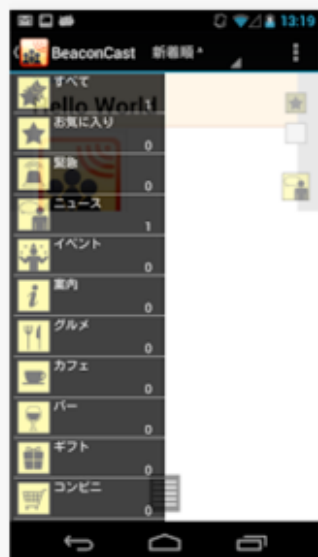 13:19
BeaconCast 新着順
すべて
1
Hello World
お気に入り
0
緊急
0
ニュース
1
イベント
0
案内
0
グルメ
0
カフェ
0
バー
0
ギフト
0
コンビニ
0